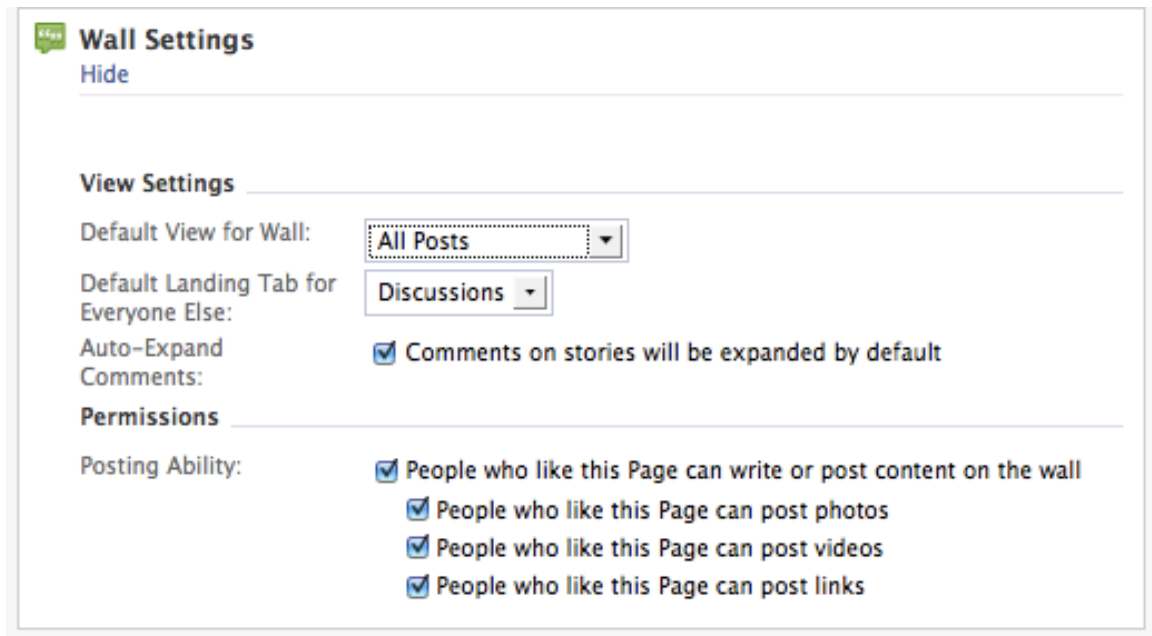 Wall Settings
Hide
View Settings
Default View for Wall:
All Posts
Default Landing Tab for
Everyone Else:
Discussions
Auto-Expand
Comments:
Comments on stories will be expanded by default
Permissions
Posting Ability:
People who like this Page can write or post content on the wall
People who like this Page can post photos
People who like this Page can post videos
People who like this Page can post links